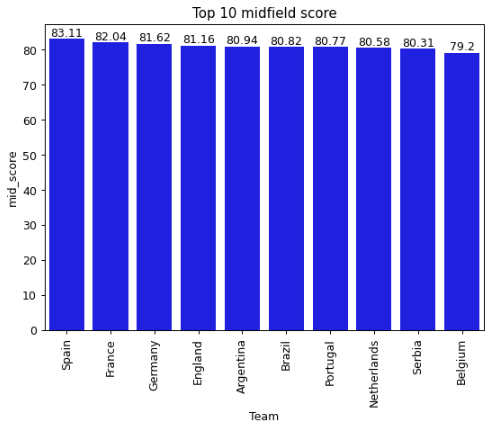 Top 10 midfield score
83.11 82.04 81.62 81.16 80.94 80.82 80.77 80.58 80.31 79.2
mid_score
80
70
60
50
40
30
20
10
0
Spain France Germany England Argentina Brazil Portugal Netherlands Serbia Belgium
Team